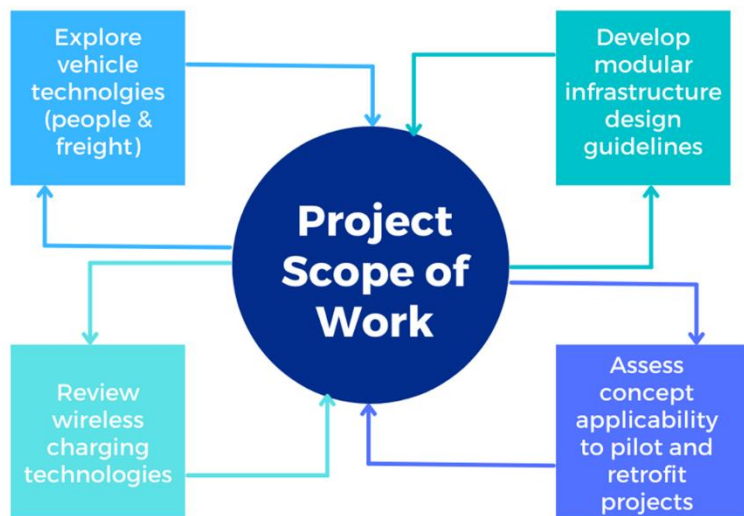 Explore
vehicle
technolgies
(people &
freight)
Develop
modular
infrastructure
design
guidelines
Project
Scope of
Work
Review
wireless
charging
technologies
Assess
concept
applicability
to pilot and
retrofit
projects